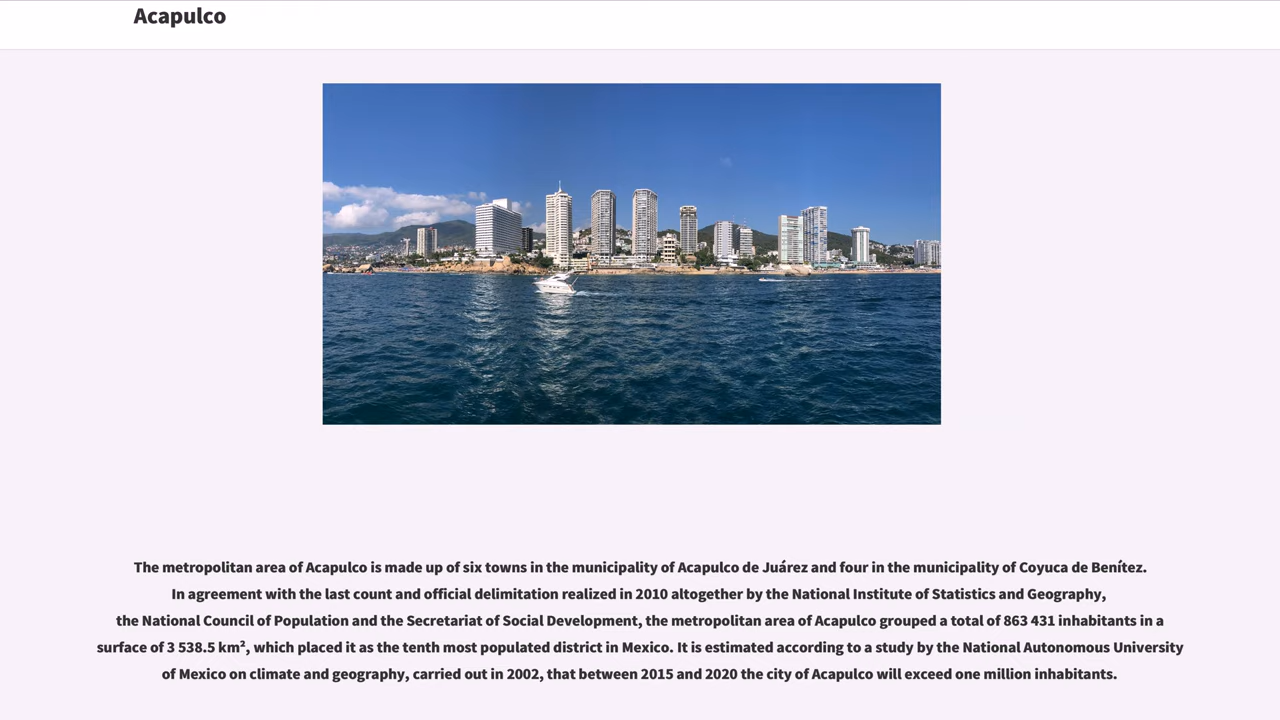 Acapulco
The metropolitan area of Acapulco is made up of six towns in the municipality of Acapulco de Juárez and four in the municipality of Coyuca de Benítez.
In agreement with the last count and official delimitation realized in 2010 altogether by the National Institute of Statistics and Geography,
the National Council of Population and the Secretariat of Social Development, the metropolitan area of Acapulco grouped a total of 863 431 inhabitants in a
surface of 3 538.5 km², which placed it as the tenth most populated district in Mexico. It is estimated according to a study by the National Autonomous University
of Mexico on climate and geography, carried out in 2002, that between 2015 and 2020 the city of Acapulco will exceed one million inhabitants.